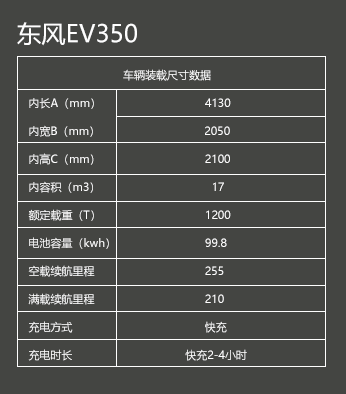 东风EV350
车辆装载尺寸数据
内长A（mm） 4130
内宽B（mm） 2050
内高C（mm） 2100
内容积（m3） 17
额定载重（T） 1200
电池容量（kwh） 99.8
空载续航里程 255
满载续航里程 210
充电方式 快充
充电时长 快充2-4小时